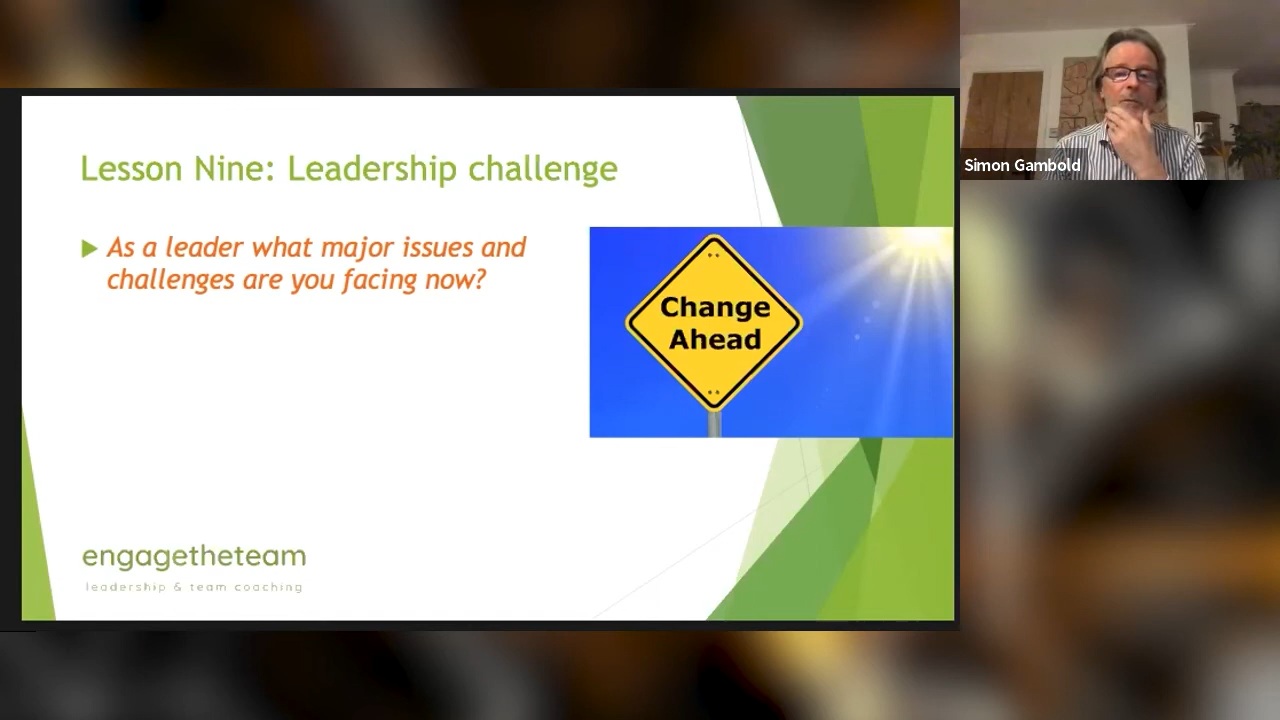 Lesson Nine: Leadership challenge
As a leader what major issues and
challenges are you facing now?
Change
Ahead
engagetheteam
leadership & team coaching
Simon Gambold